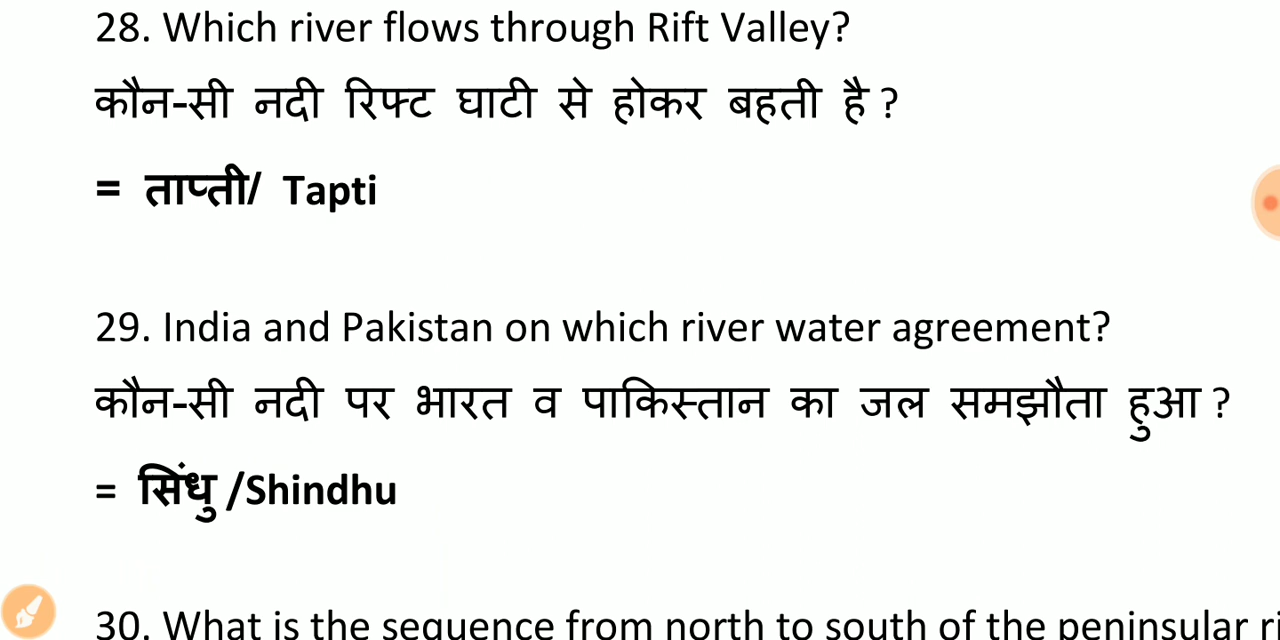 28. Which river flows through Rift Valley?
कौन-सी नदी रिफ्ट घाटी से होकर बहती है ?
= ताप्ती/ Tapti
29. India and Pakistan on which river water agreement?
कौन-सी नदी पर भारत व पाकिस्तान का जल समझौता हुआ ?
= सिंधु /Shindhu
30. What is the sequence from north to south of the peninsular